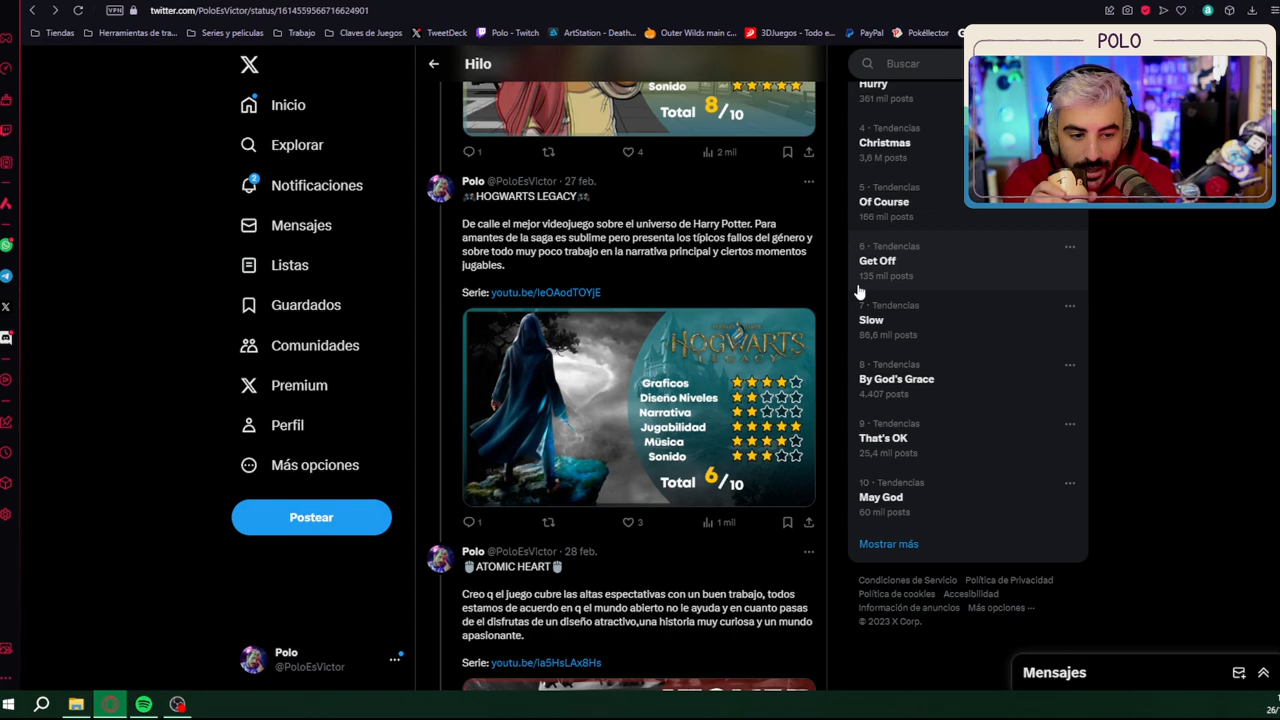 twitter.com/PoloEsVictor/status/1614559566716624901
VPN
Tiendas
Herramientas de tra...
Series y peliculas
Trabajo
Claves de Juegos
TweetDeck
Polo - Twitch
ArtStation - Death...
Outer Wilds main c...
3DJuegos - Todo e...
PayPal
Pokéllector
POLO
Inicio
Explorar
2
Notificaciones
Mensajes
Listas
Guardados
Comunidades
Premium
Perfil
Más opciones
Postear
Polo
@PoloEsVictor
Hilo
Sonido
Total 8/10
1
4
2 mil
Polo @PoloEsVictor · 27 feb.
HOGWARTS LEGACY
De calle el mejor videojuego sobre el universo de Harry Potter. Para
amantes de la saga es sublime pero presenta los típicos fallos del género y
sobre todo muy poco trabajo en la narrativa principal y ciertos momentos
jugables.
Serie: youtu.be/IeOAodTOYjE
HOGWARTS
LEGACY
Graficos
Diseño Niveles
Narrativa
Jugabilidad
Müsica
Sonido
Total 6/10
1
3
1 mil
Polo @PoloEsVictor · 28 feb.
ATOMIC HEART
Creo q el juego cubre las altas espectativas con un buen trabajo, todos
estamos de acuerdo en q el mundo abierto no le ayuda y en cuanto pasas
de el disfrutas de un diseño atractivo,una historia muy curiosa y un mundo
apasionante.
Serie: youtu.be/ia5HsLAx8Hs
Buscar
Hurry
361 mil posts
4 · Tendencias
Christmas
3,6 M posts
5 · Tendencias
Of Course
166 mil posts
6 · Tendencias
Get Off
135 mil posts
7 · Tendencias
Slow
86,6 mil posts
8 · Tendencias
By God's Grace
4.407 posts
9 · Tendencias
That's OK
25,4 mil posts
10 · Tendencias
May God
60 mil posts
Mostrar más
Condiciones de Servicio Política de Privacidad
Política de cookies Accesibilidad
Información de anuncios Más opciones ···
© 2023 X Corp.
Mensajes